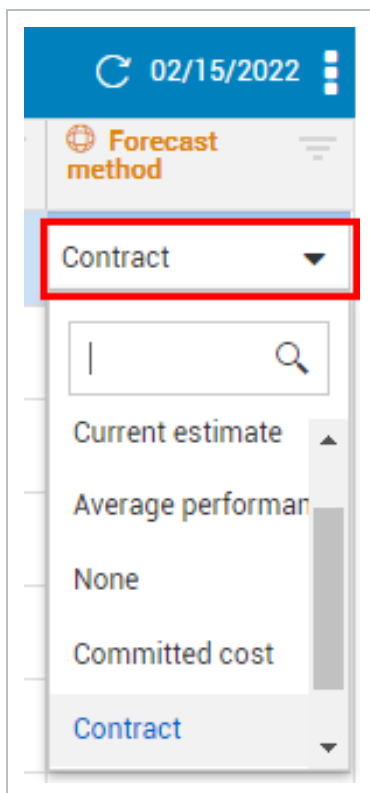 02/15/2022
Forecast
method
Contract
Current estimate
Average performan
None
Committed cost
Contract